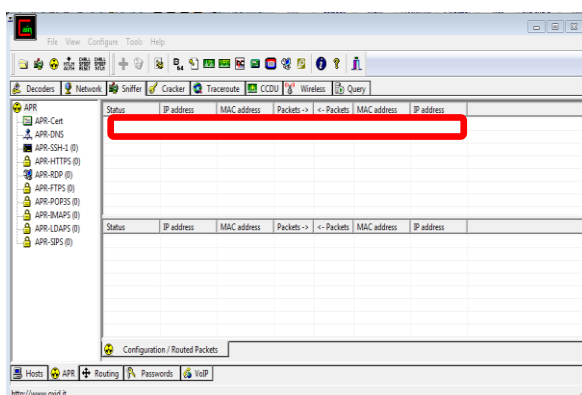 File View Configure Tools Help
Decoders Network Sniffer Cracker Traceroute CCDU Wireless Query
APR
APR-Cert
APR-DNS
APR-SSH-1 (0)
APR-HTTPS (0)
APR-RDP (0)
APR-FTPS (0)
APR-POP3S (0)
APR-IMAPS (0)
APR-LDAPS (0)
APR-SIPS (0)
Status IP address MAC address Packets -> <- Packets MAC address IP address
Status IP address MAC address Packets -> <- Packets MAC address IP address
Configuration / Routed Packets
Hosts APR Routing Passwords VoIP
http://www.oxid.it